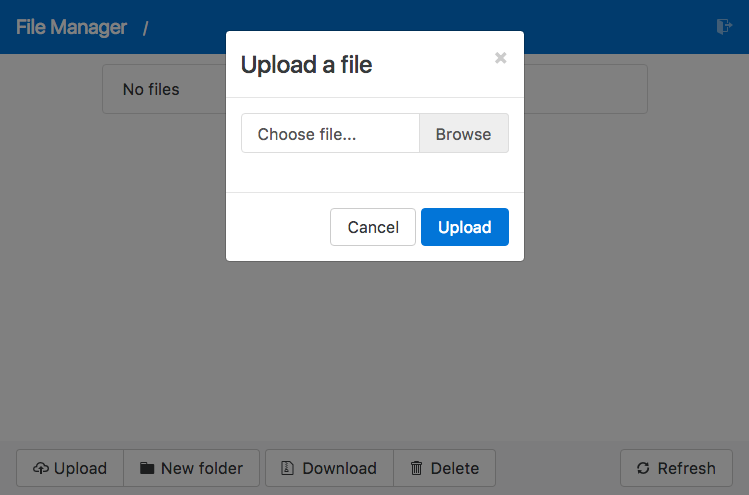 File Manager /
Upload a file
×
No files
Choose file... Browse
Cancel Upload
Upload New folder Download Delete Refresh